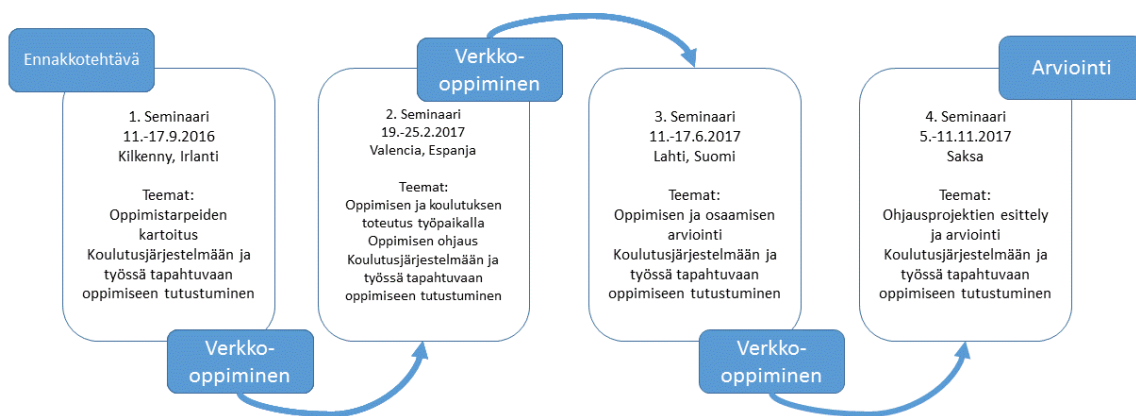 Ennakkotehtävä
1. Seminaari
11.-17.9.2016
Kilkenny, Irlanti
Teemat:
Oppimistarpeiden
kartoitus
Koulutusjärjestelmään ja
työssä tapahtuvaan
oppimiseen tutustuminen
Verkko-
oppiminen
Verkko-
oppiminen
2. Seminaari
19.-25.2.2017
Valencia, Espanja
Teemat:
Oppimisen ja koulutuksen
toteutus työpaikalla
Oppimisen ohjaus
Koulutusjärjestelmään ja
työssä tapahtuvaan
oppimiseen tutustuminen
3. Seminaari
11.-17.6.2017
Lahti, Suomi
Teemat:
Oppimisen ja osaamisen
arviointi
Koulutusjärjestelmään ja
työssä tapahtuvaan
oppimiseen tutustuminen
Verkko-
oppiminen
Arviointi
4. Seminaari
5.-11.11.2017
Saksa
Teemat:
Ohjausprojektien esittely
ja arviointi
Koulutusjärjestelmään ja
työssä tapahtuvaan
oppimiseen tutustuminen